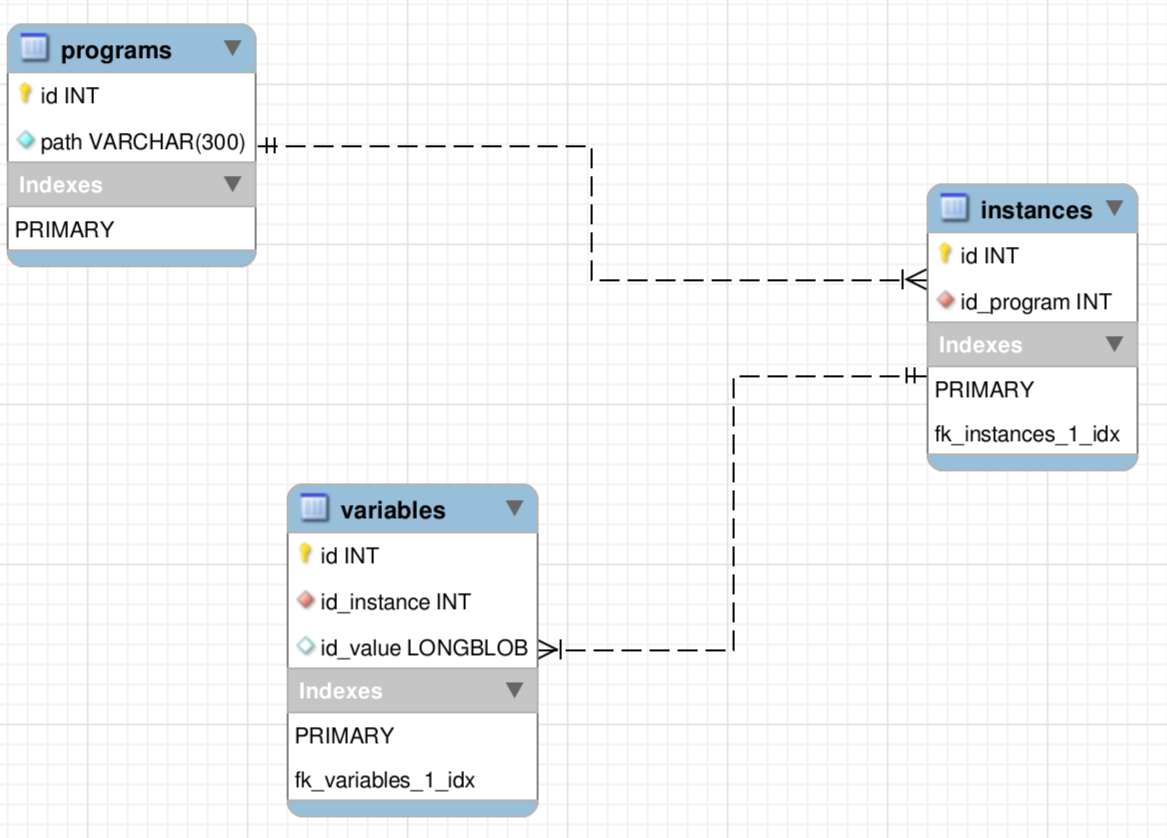 programs
id INT
path VARCHAR(300)
Indexes
PRIMARY
instances
id INT
id_program INT
Indexes
PRIMARY
fk_instances_1_idx
variables
id INT
id_instance INT
id_value LONGBLOB
Indexes
PRIMARY
fk_variables_1_idx